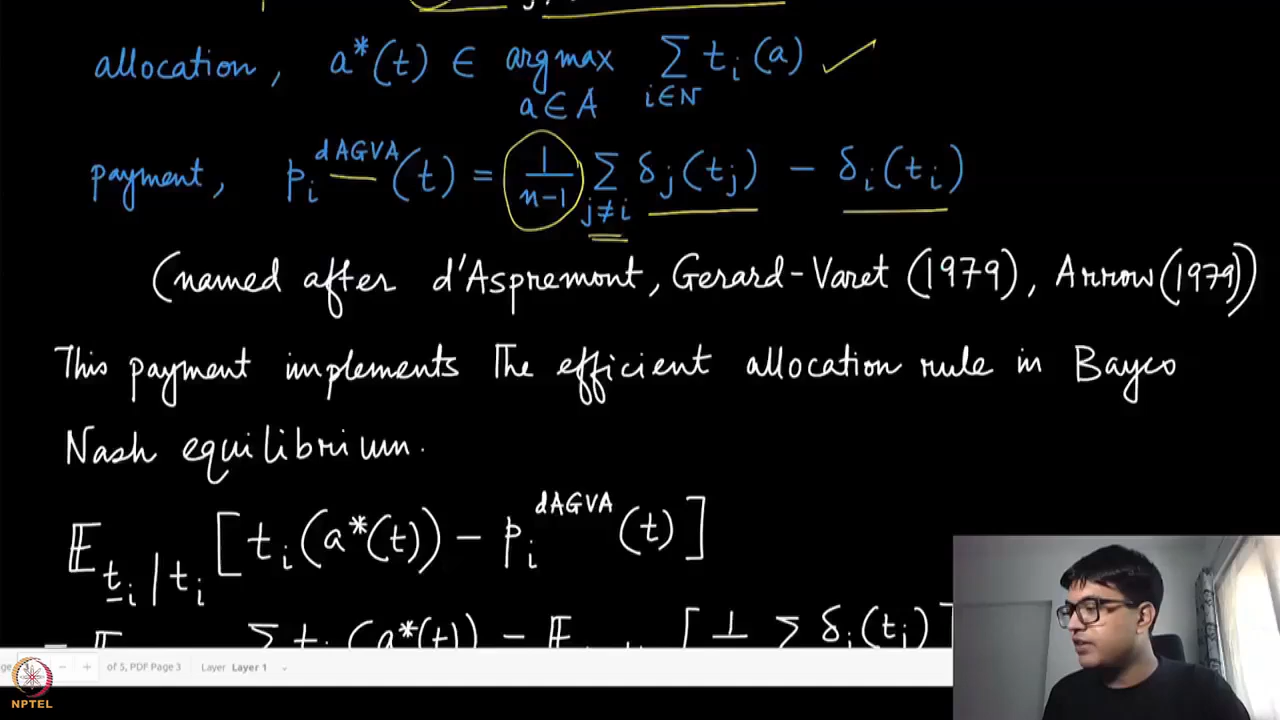 allocation, a*(t) ∈ argmax a∈A Σ i∈N t_i(a) ✓
payment, p_i^dAGVA(t) = 1/(n-1) Σ j≠i δ_j(t_j) - δ_i(t_i)
(named after d'Aspremont, Gerard-Varet (1979), Arrow(1979))
This payment implements the efficient allocation rule in Bayco
Nash equilibrium.
E_{t_-i | t_i} [t_i(a*(t)) - p_i^dAGVA(t)]
of 5, PDF Page 3 Layer Layer 1
NPTEL